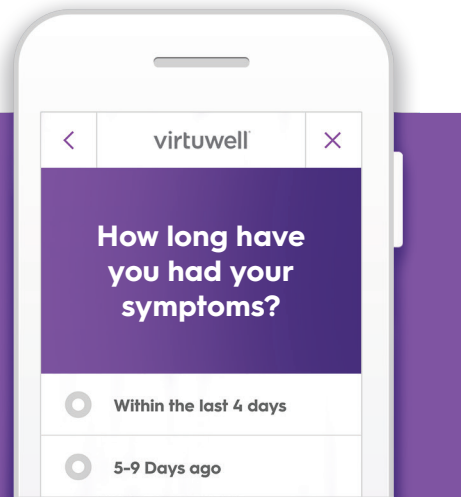 virtuwell
How long have
you had your
symptoms?
Within the last 4 days
5-9 Days ago